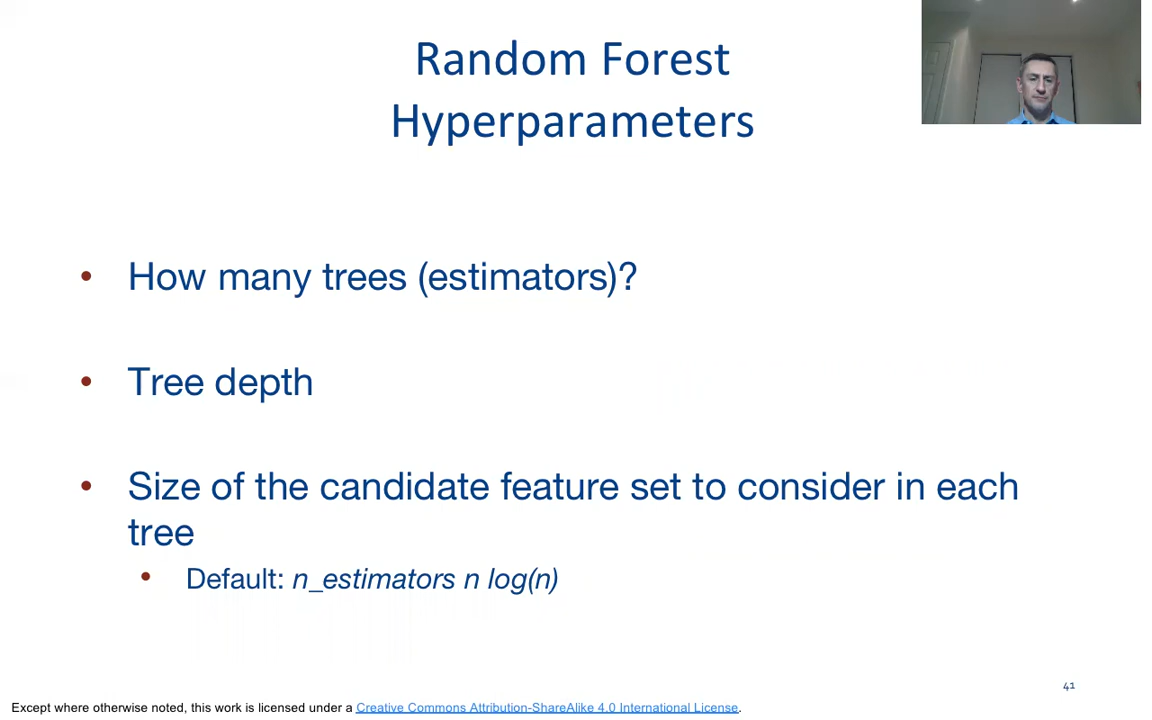 Random Forest
Hyperparameters
• How many trees (estimators)?
• Tree depth
• Size of the candidate feature set to consider in each
tree
• Default: n_estimators n log(n)
41
Except where otherwise noted, this work is licensed under a Creative Commons Attribution-ShareAlike 4.0 International License.